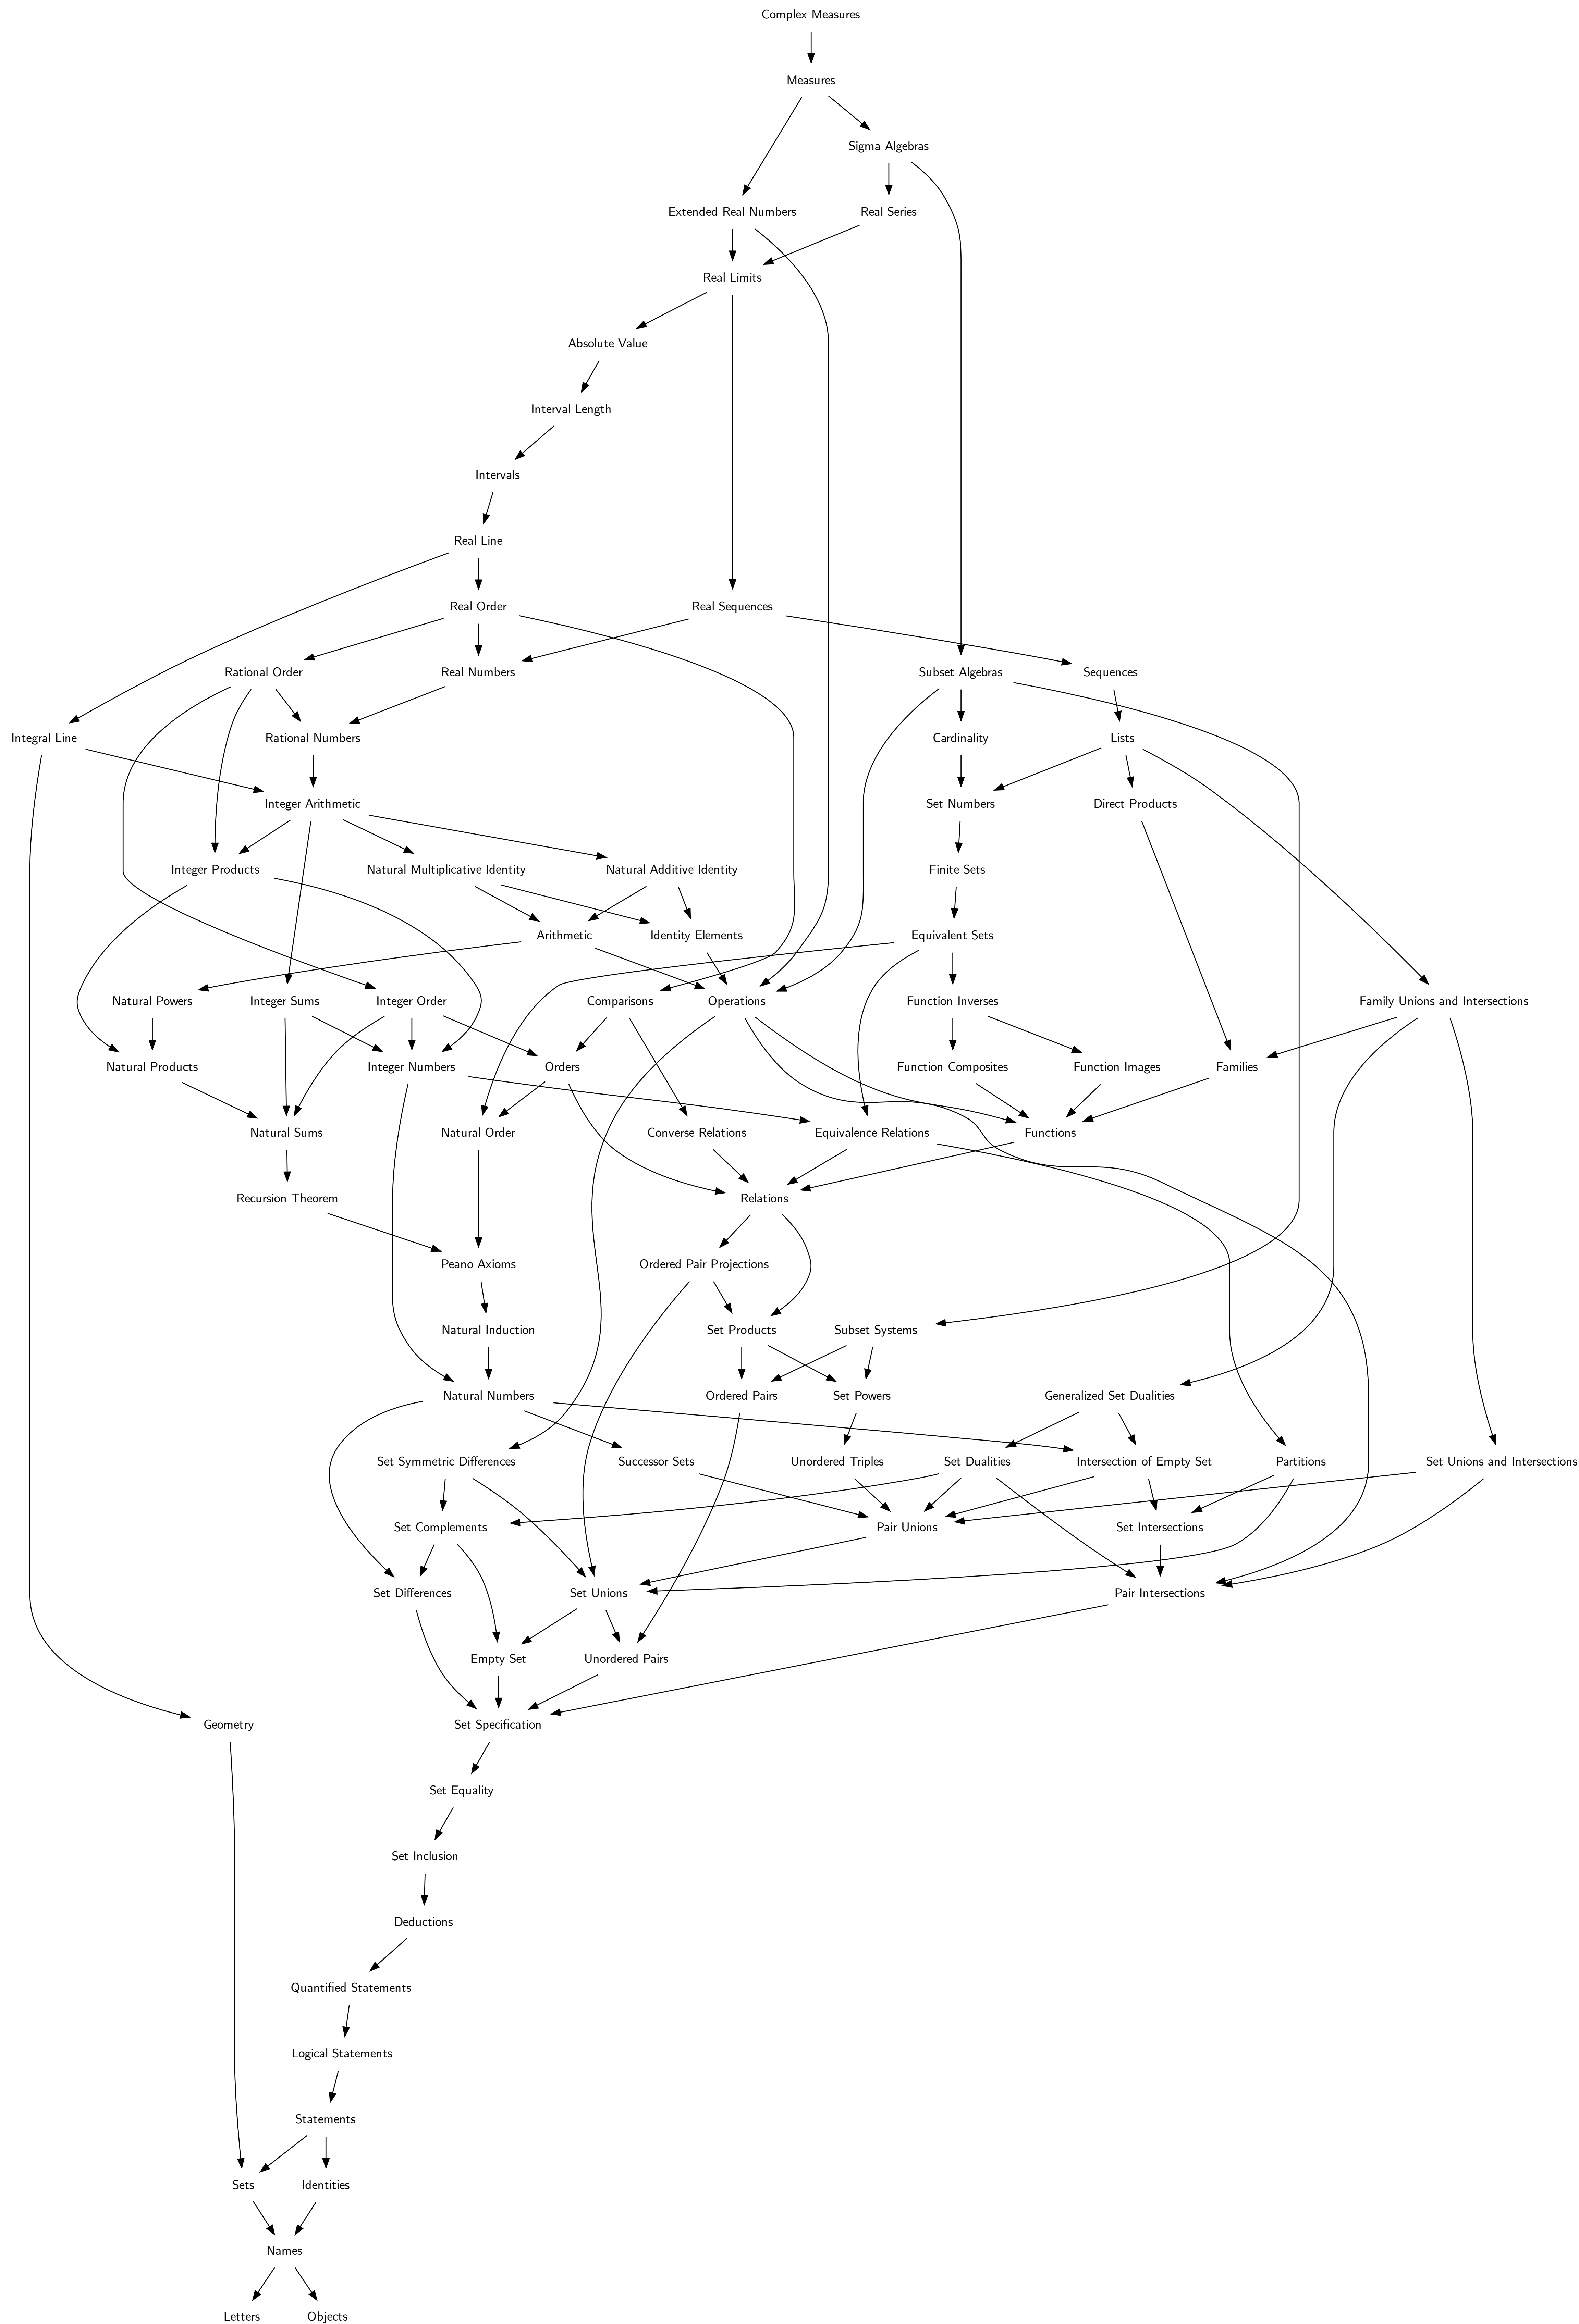 Complex Measures
Measures
Sigma Algebras
Extended Real Numbers
Real Series
Real Limits
Absolute Value
Interval Length
Intervals
Real Line
Real Order
Real Sequences
Rational Order
Real Numbers
Subset Algebras
Sequences
Integral Line
Rational Numbers
Cardinality
Lists
Integer Arithmetic
Set Numbers
Direct Products
Integer Products
Natural Multiplicative Identity
Natural Additive Identity
Finite Sets
Arithmetic
Identity Elements
Equivalent Sets
Natural Powers
Integer Sums
Integer Order
Comparisons
Operations
Function Inverses
Family Unions and Intersections
Natural Products
Integer Numbers
Orders
Function Composites
Function Images
Families
Natural Sums
Natural Order
Converse Relations
Equivalence Relations
Functions
Recursion Theorem
Relations
Peano Axioms
Ordered Pair Projections
Natural Induction
Set Products
Subset Systems
Natural Numbers
Ordered Pairs
Set Powers
Generalized Set Dualities
Set Symmetric Differences
Successor Sets
Unordered Triples
Set Dualities
Intersection of Empty Set
Partitions
Set Unions and Intersections
Set Complements
Pair Unions
Set Intersections
Set Differences
Set Unions
Pair Intersections
Empty Set
Unordered Pairs
Geometry
Set Specification
Set Equality
Set Inclusion
Deductions
Quantified Statements
Logical Statements
Statements
Sets
Identities
Names
Letters
Objects